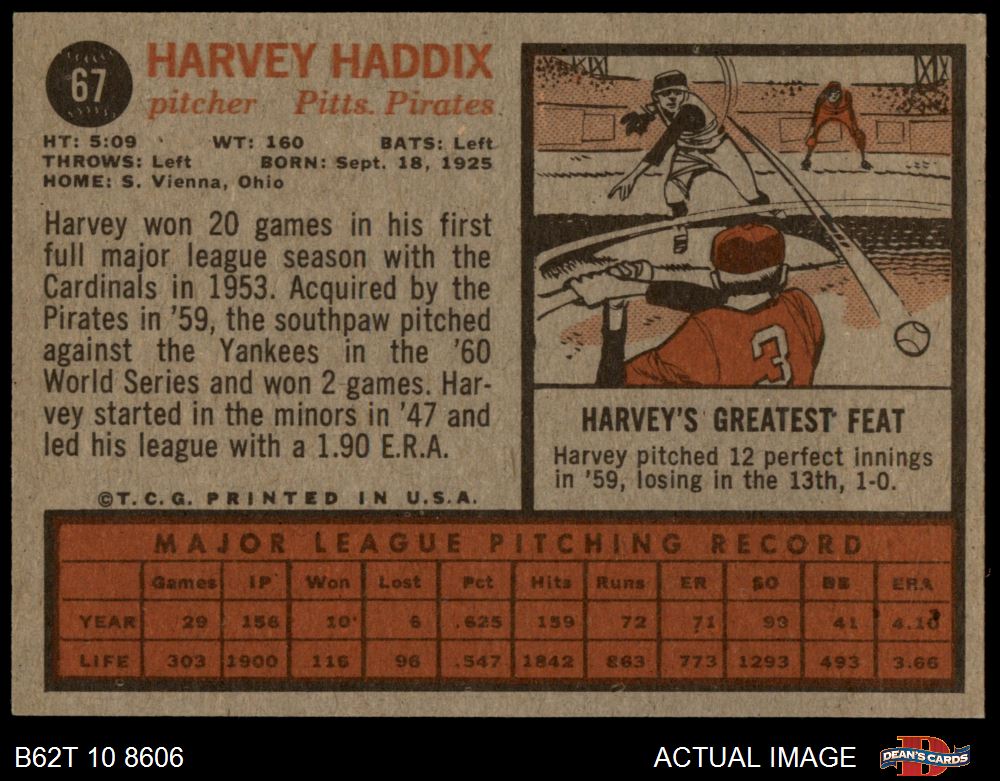 67
HARVEY HADDIX
pitcher Pitts. Pirates
HT: 5:09 WT: 160 BATS: Left
THROWS: Left BORN: Sept. 18, 1925
HOME: S. Vienna, Ohio
Harvey won 20 games in his first
full major league season with the
Cardinals in 1953. Acquired by the
Pirates in '59, the southpaw pitched
against the Yankees in the '60
World Series and won 2 games. Har-
vey started in the minors in '47 and
led his league with a 1.90 E.R.A.
©T.C.G. PRINTED IN U.S.A.
3
HARVEY'S GREATEST FEAT
Harvey pitched 12 perfect innings
in '59, losing in the 13th, 1-0.
MAJOR LEAGUE PITCHING RECORD
Games IP Won Lost Pct Hits Runs ER SO BB ERA
YEAR 29 156 10 6 .625 159 72 71 99 41 4.10
LIFE 303 1900 116 96 .547 1842 863 773 1293 493 3.66
B62T 10 8606
ACTUAL IMAGE
DEAN'S CARDS